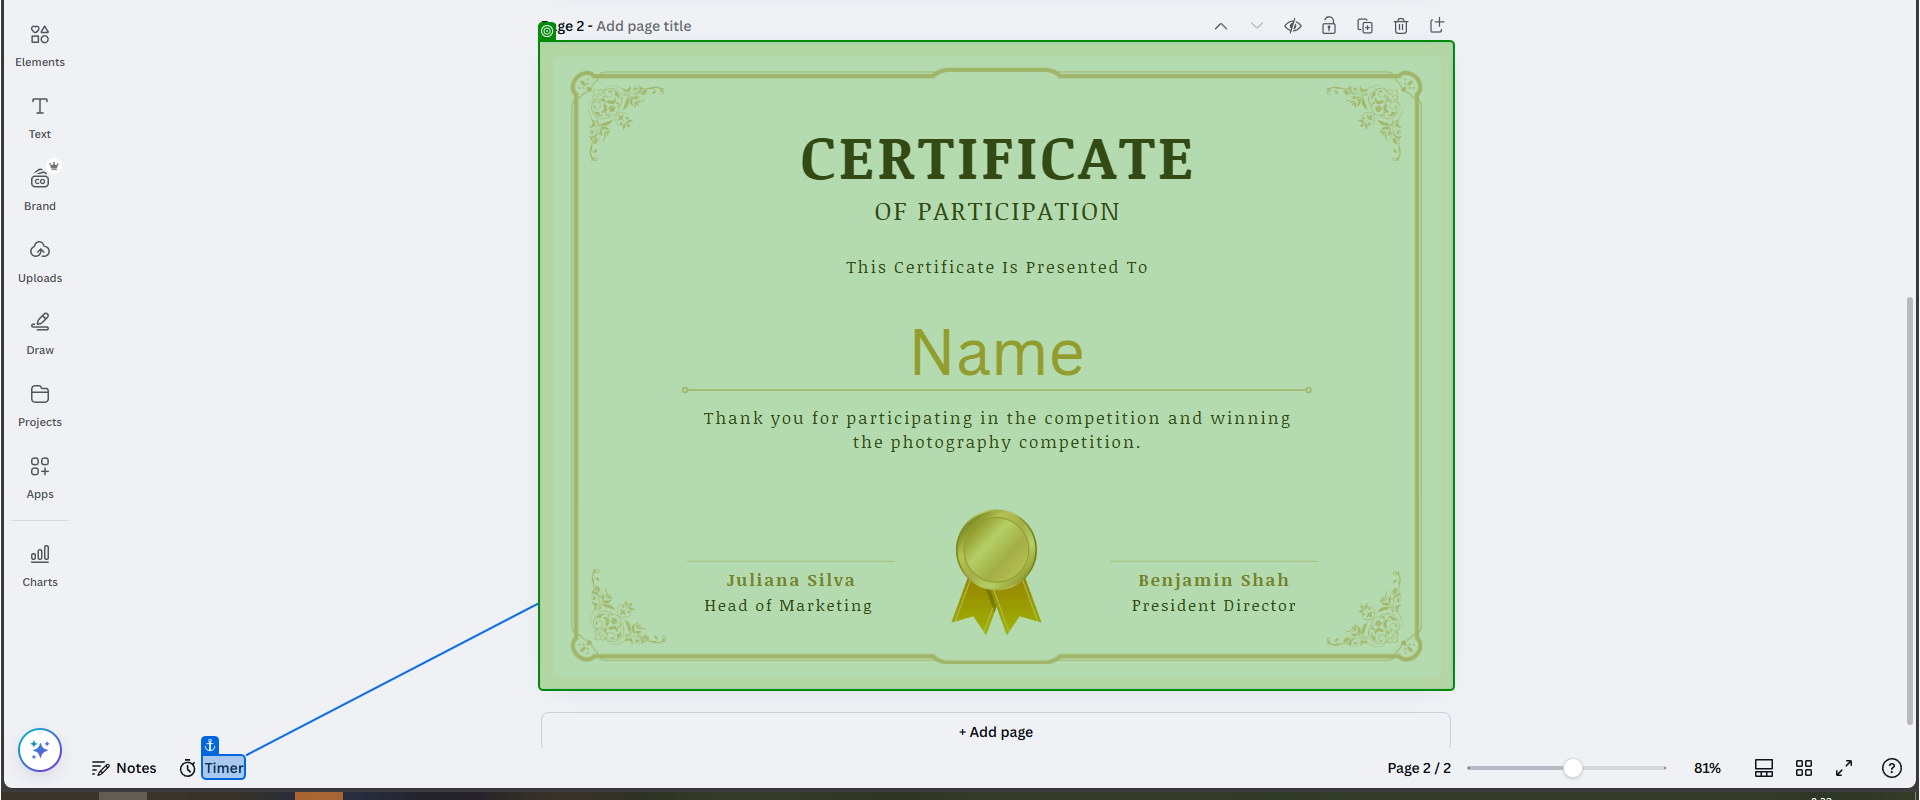 Page 2 - Add page title
Elements
Text
Brand
Uploads
Draw
Projects
Apps
Charts
CERTIFICATE
OF PARTICIPATION
This Certificate Is Presented To
Name
Thank you for participating in the competition and winning
the photography competition.
Juliana Silva
Head of Marketing
Benjamin Shah
President Director
+ Add page
Notes
Timer
Page 2 / 2
81%